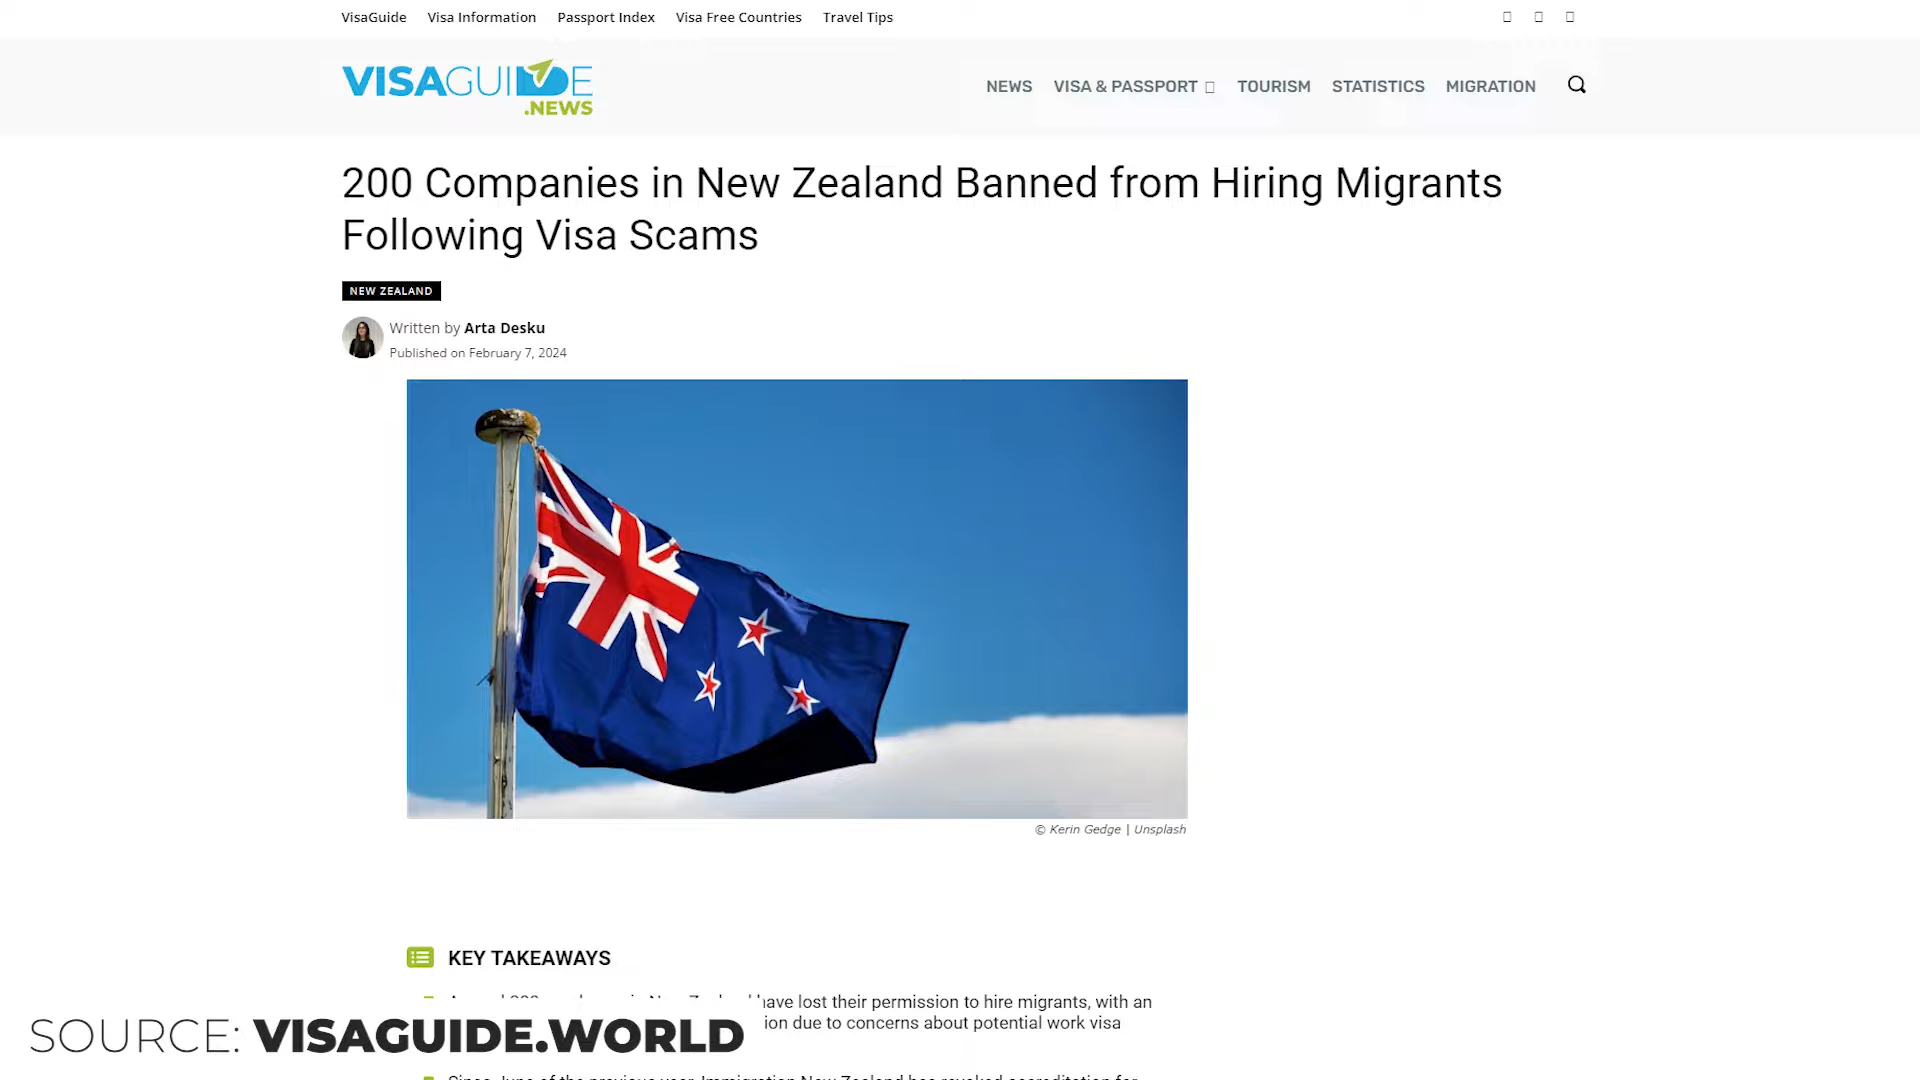 VisaGuide Visa Information Passport Index Visa Free Countries Travel Tips
VISAGUIDE
.NEWS
NEWS VISA & PASSPORT TOURISM STATISTICS MIGRATION
200 Companies in New Zealand Banned from Hiring Migrants
Following Visa Scams
NEW ZEALAND
Written by Arta Desku
Published on February 7, 2024
© Kerin Gedge | Unsplash
KEY TAKEAWAYS
have lost their permission to hire migrants, with an
due to concerns about potential work visa
SOURCE: VISAGUIDE.WORLD